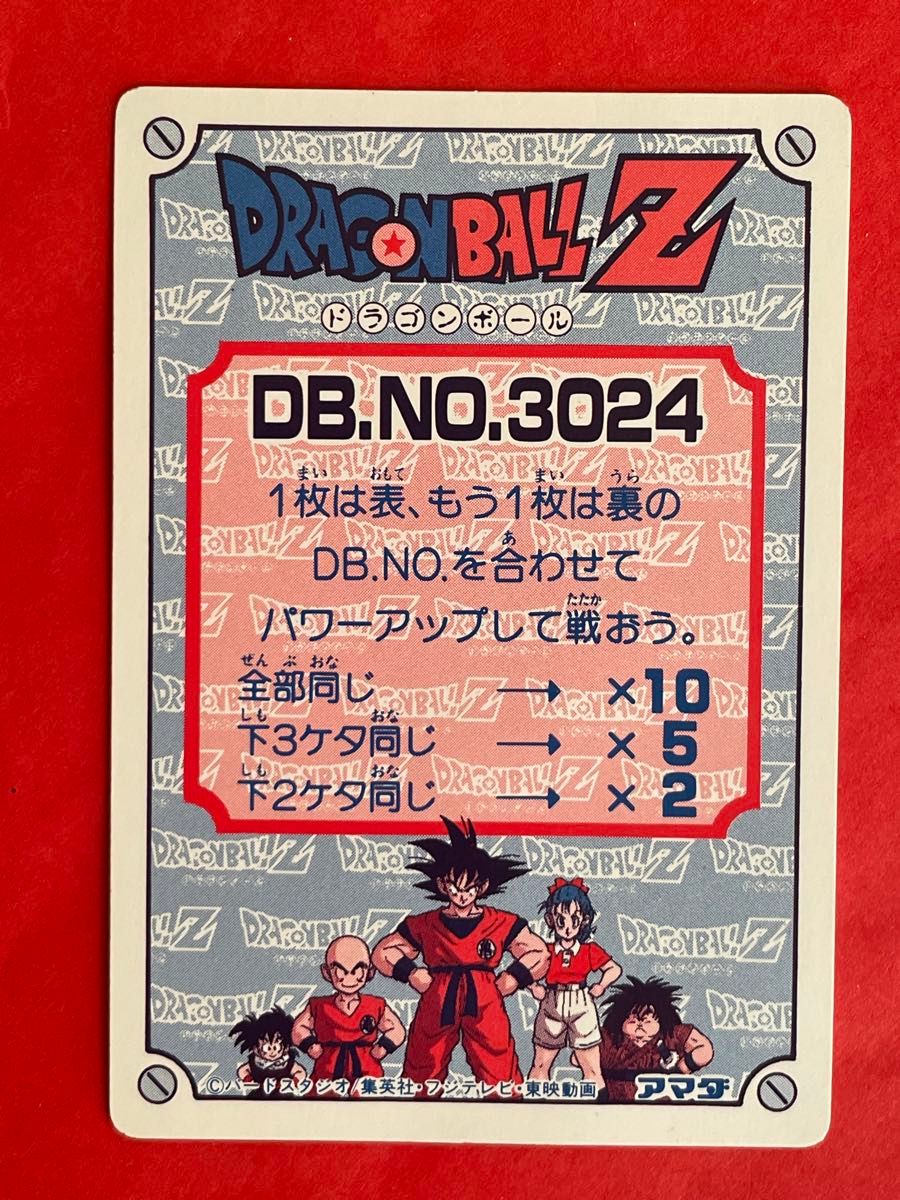 DRAGONBALL Z
ドラゴンボール
DB.NO.3024
1枚は表、もう1枚は裏の
DB.NO.を合わせて
パワーアップして戦おう。
全部同じ → ×10
下3ケタ同じ → × 5
下2ケタ同じ → × 2
©バードスタジオ/集英社・フジテレビ・東映動画 アマダ